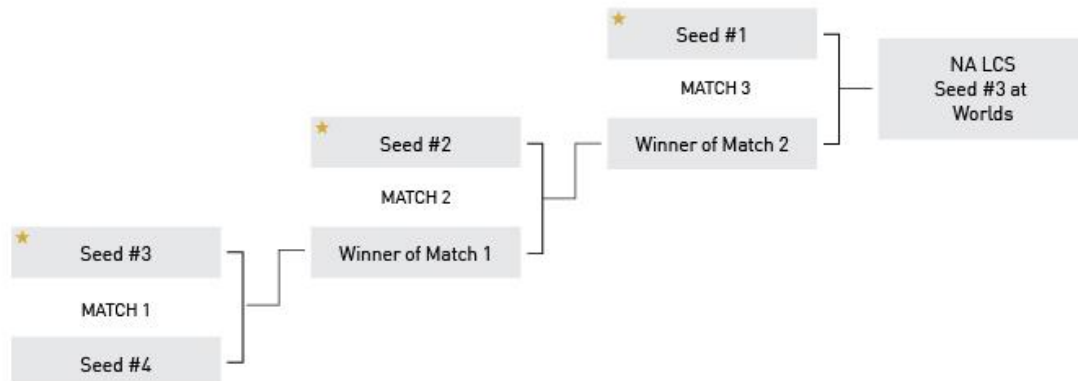 Seed #1
MATCH 3
Winner of Match 2
NA LCS
Seed #3 at
Worlds
Seed #2
MATCH 2
Winner of Match 1
Seed #3
MATCH 1
Seed #4